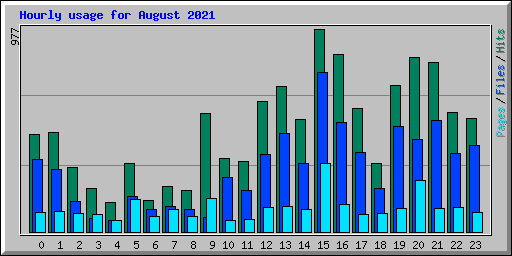 Hourly usage for August 2021
977
0 1 2 3 4 5 6 7 8 9 10 11 12 13 14 15 16 17 18 19 20 21 22 23
Pages/Files/Hits